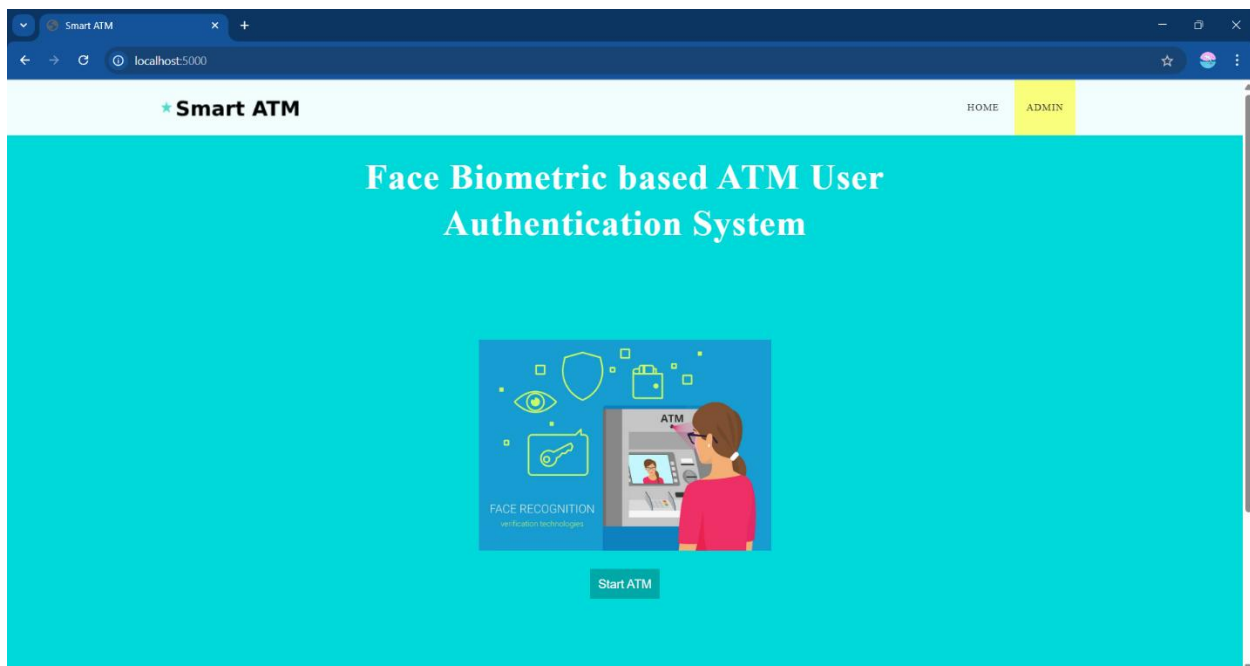 Smart ATM
localhost:5000
Smart ATM
HOME
ADMIN
Face Biometric based ATM User
Authentication System
ATM
FACE RECOGNITION
verification technologies
Start ATM